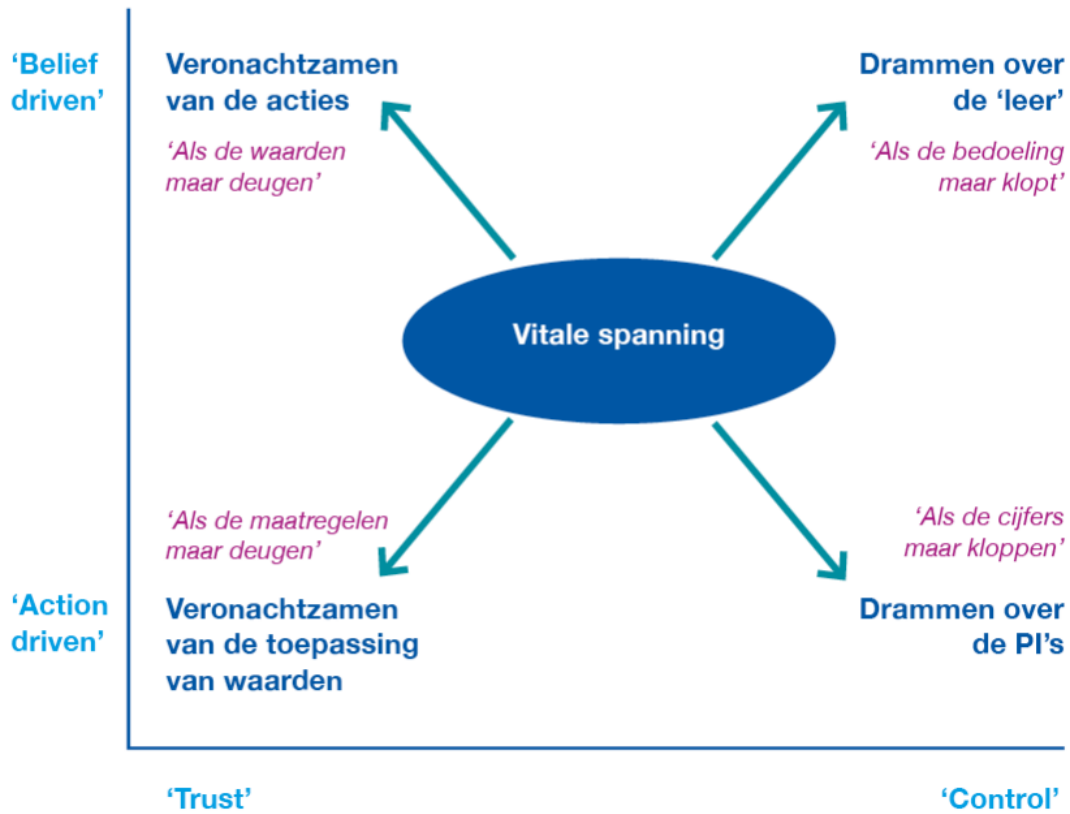 ‘Belief
driven’
Veronachtzamen
van de acties
‘Als de waarden
maar deugen’
Drammen over
de ‘leer’
‘Als de bedoeling
maar klopt’
Vitale spanning
‘Als de maatregelen
maar deugen’
‘Als de cijfers
maar kloppen’
‘Action
driven’
Veronachtzamen
van de toepassing
van waarden
Drammen over
de PI’s
‘Trust’
‘Control’